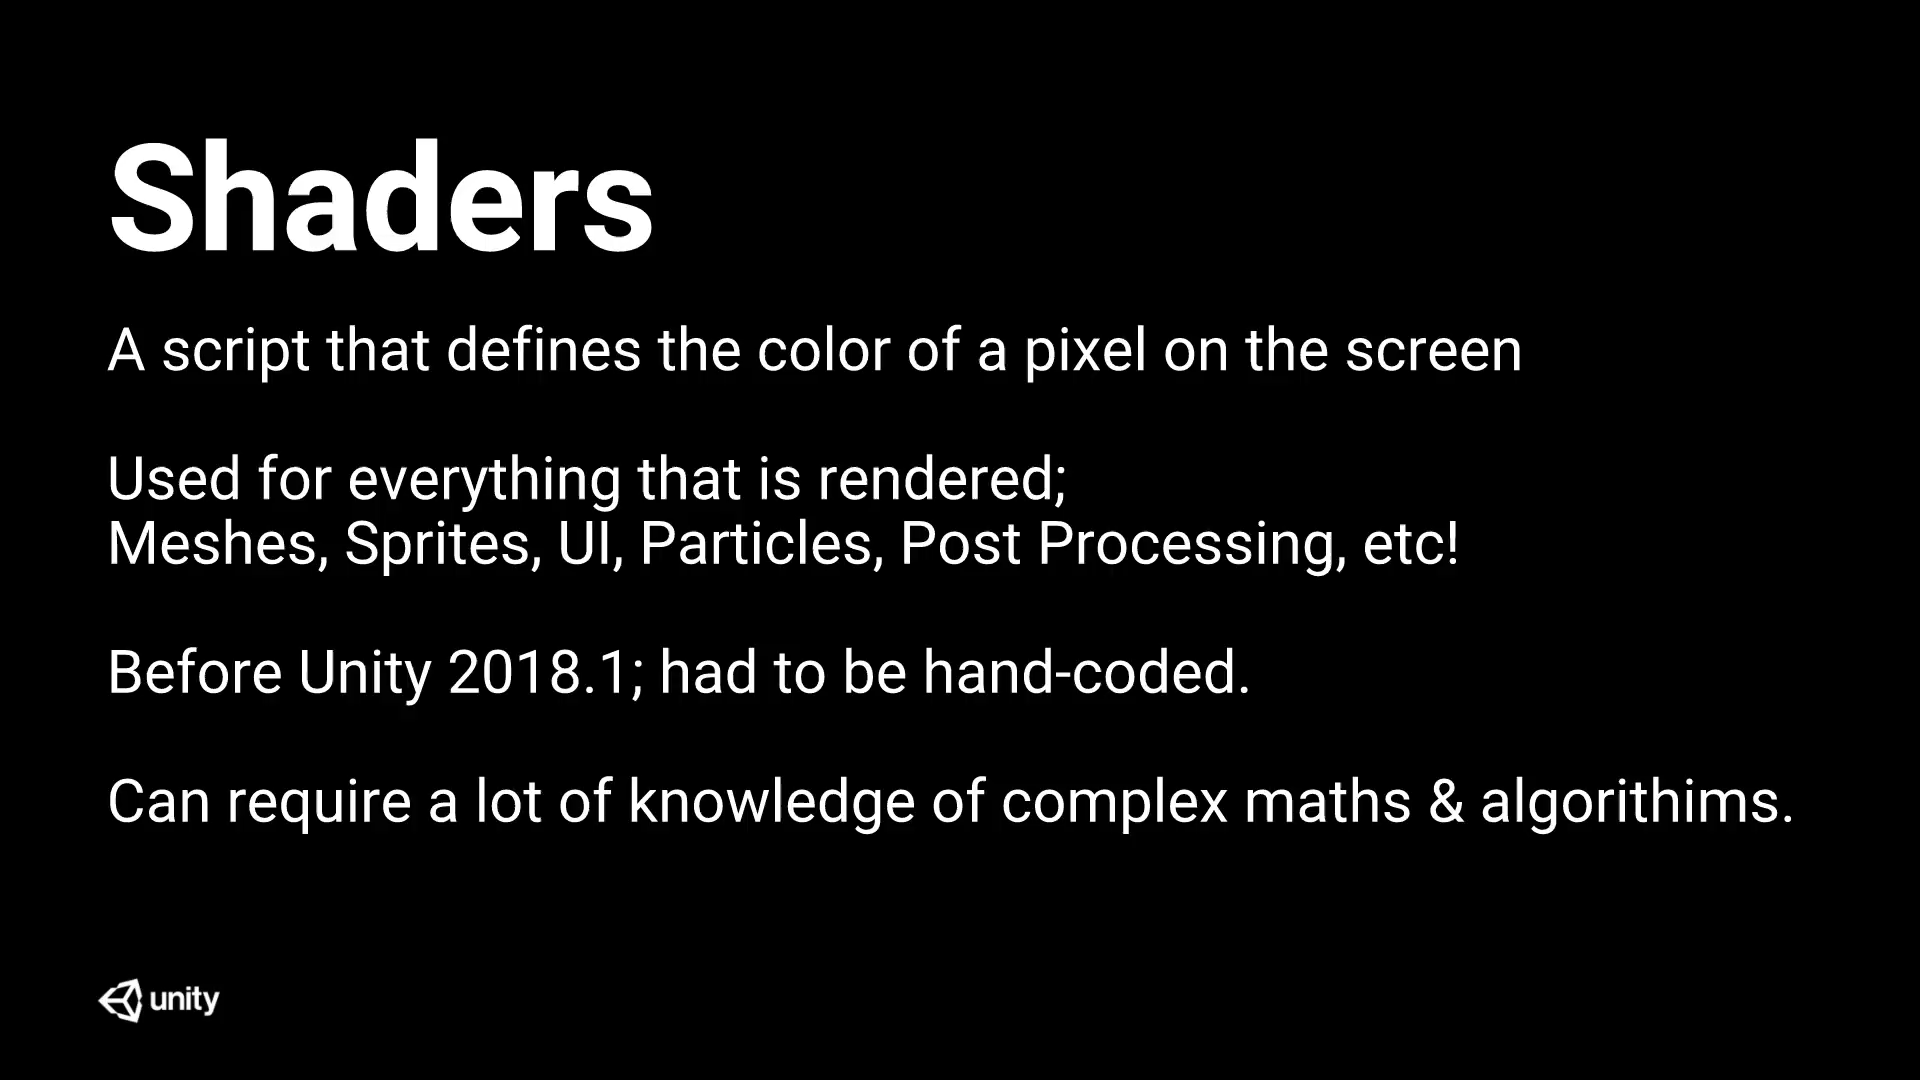 Shaders
A script that defines the color of a pixel on the screen
Used for everything that is rendered;
Meshes, Sprites, UI, Particles, Post Processing, etc!
Before Unity 2018.1; had to be hand-coded.
Can require a lot of knowledge of complex maths & algorithims.
unity